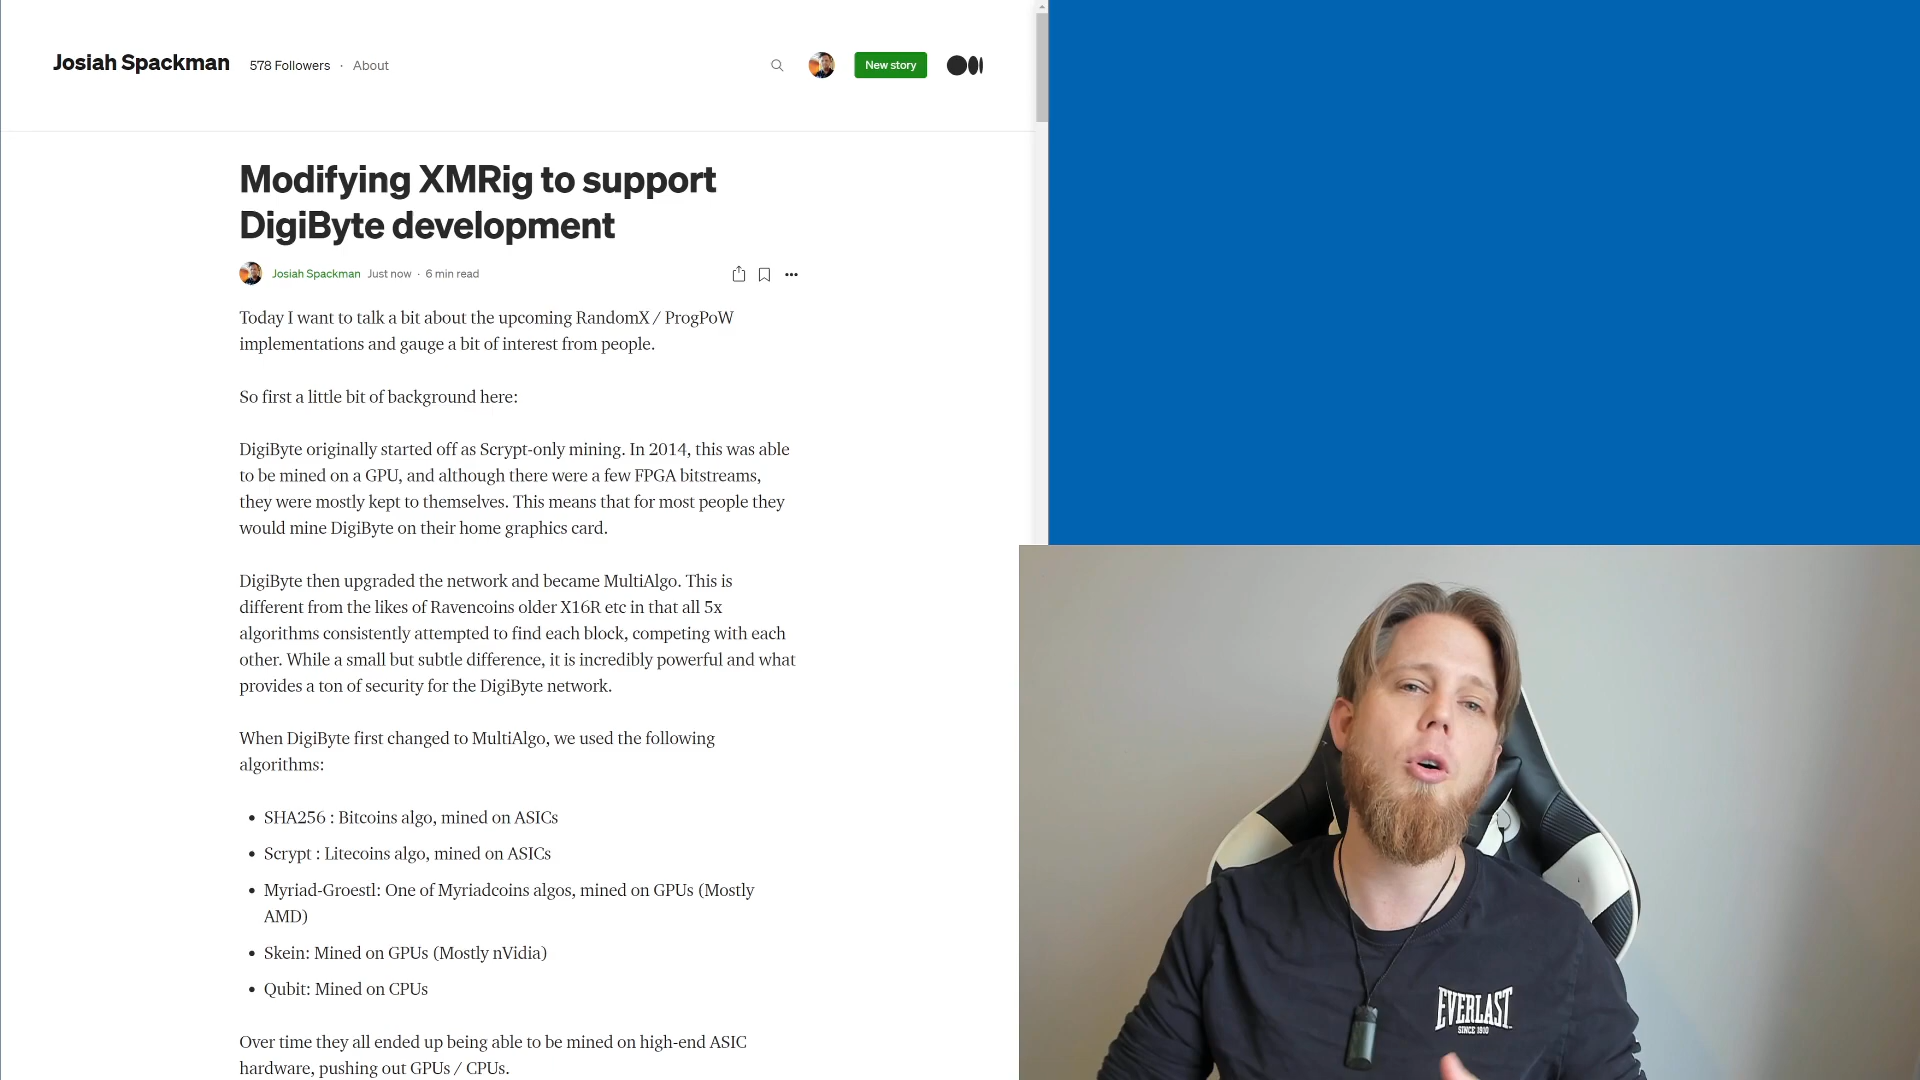 Josiah Spackman
578 Followers · About
New story
Modifying XMRig to support
DigiByte development
Josiah Spackman Just now · 6 min read
Today I want to talk a bit about the upcoming RandomX / ProgPoW
implementations and gauge a bit of interest from people.
So first a little bit of background here:
DigiByte originally started off as Scrypt-only mining. In 2014, this was able
to be mined on a GPU, and although there were a few FPGA bitstreams,
they were mostly kept to themselves. This means that for most people they
would mine DigiByte on their home graphics card.
DigiByte then upgraded the network and became MultiAlgo. This is
different from the likes of Ravencoins older X16R etc in that all 5x
algorithms consistently attempted to find each block, competing with each
other. While a small but subtle difference, it is incredibly powerful and what
provides a ton of security for the DigiByte network.
When DigiByte first changed to MultiAlgo, we used the following
algorithms:
• SHA256 : Bitcoins algo, mined on ASICs
• Scrypt : Litecoins algo, mined on ASICs
• Myriad-Groestl: One of Myriadcoins algos, mined on GPUs (Mostly
AMD)
• Skein: Mined on GPUs (Mostly nVidia)
• Qubit: Mined on CPUs
Over time they all ended up being able to be mined on high-end ASIC
hardware, pushing out GPUs / CPUs.
EVERLAST
SINCE 1910